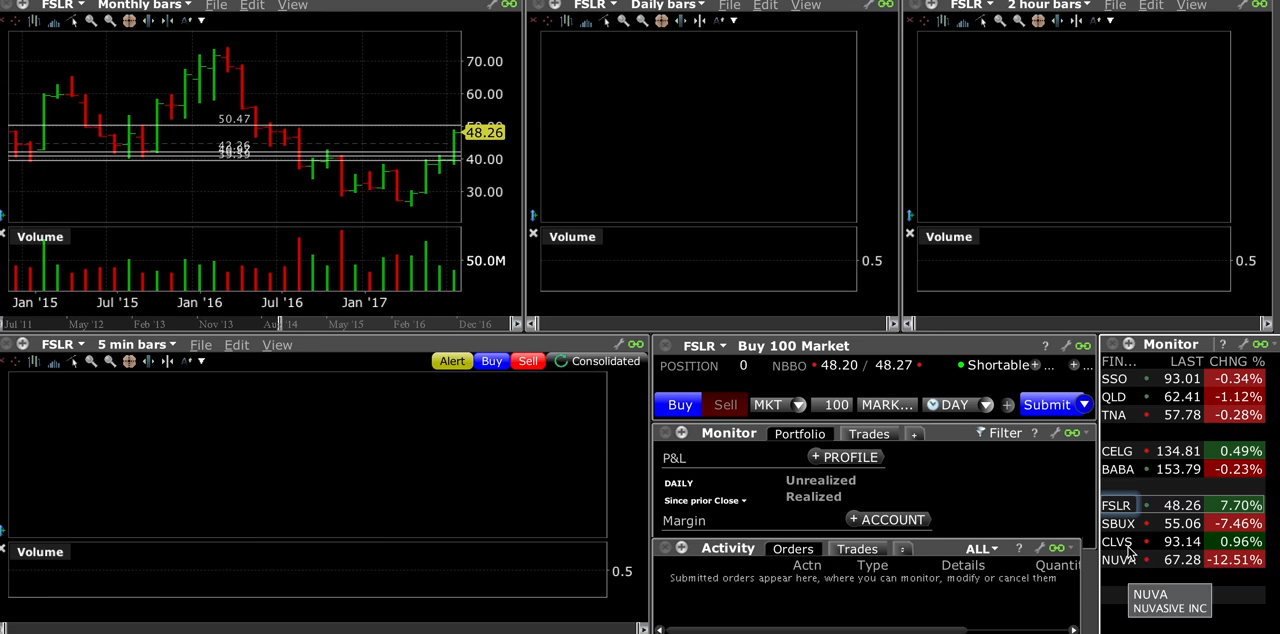 FSLR Monthly bars File Edit View
70.00
60.00
50.47
48.26
40.00
39.59
30.00
Volume
50.0M
Jan '15 Jul '15 Jan '16 Jul '16 Jan '17
Jul '11 May '12 Feb '13 Nov '13 Aug '14 May '15 Feb '16 Dec '16
FSLR Daily bars File Edit View
Volume
0.5
FSLR 2 hour bars File Edit View
Volume
0.5
FSLR 5 min bars File Edit View
Alert Buy Sell Consolidated
Volume
0.5
FSLR Buy 100 Market ?
POSITION 0 NBBO 48.20 / 48.27 Shortable ...
Buy Sell MKT 100 MARK... DAY Submit
Monitor Portfolio Trades + Filter ?
P&L + PROFILE
DAILY Unrealized
Since prior Close Realized
Margin + ACCOUNT
Activity Orders Trades ALL ?
Actn Type Details Quantit
Submitted orders appear here, where you can monitor, modify or cancel them
Monitor ?
FIN... LAST CHNG %
SSO 93.01 -0.34%
QLD 62.41 -1.12%
TNA 57.78 -0.28%
CELG 134.81 0.49%
BABA 153.79 -0.23%
FSLR 48.26 7.70%
SBUX 55.06 -7.46%
CLVS 93.14 0.96%
NUVA 67.28 -12.51%
NUVA
NUVASIVE INC